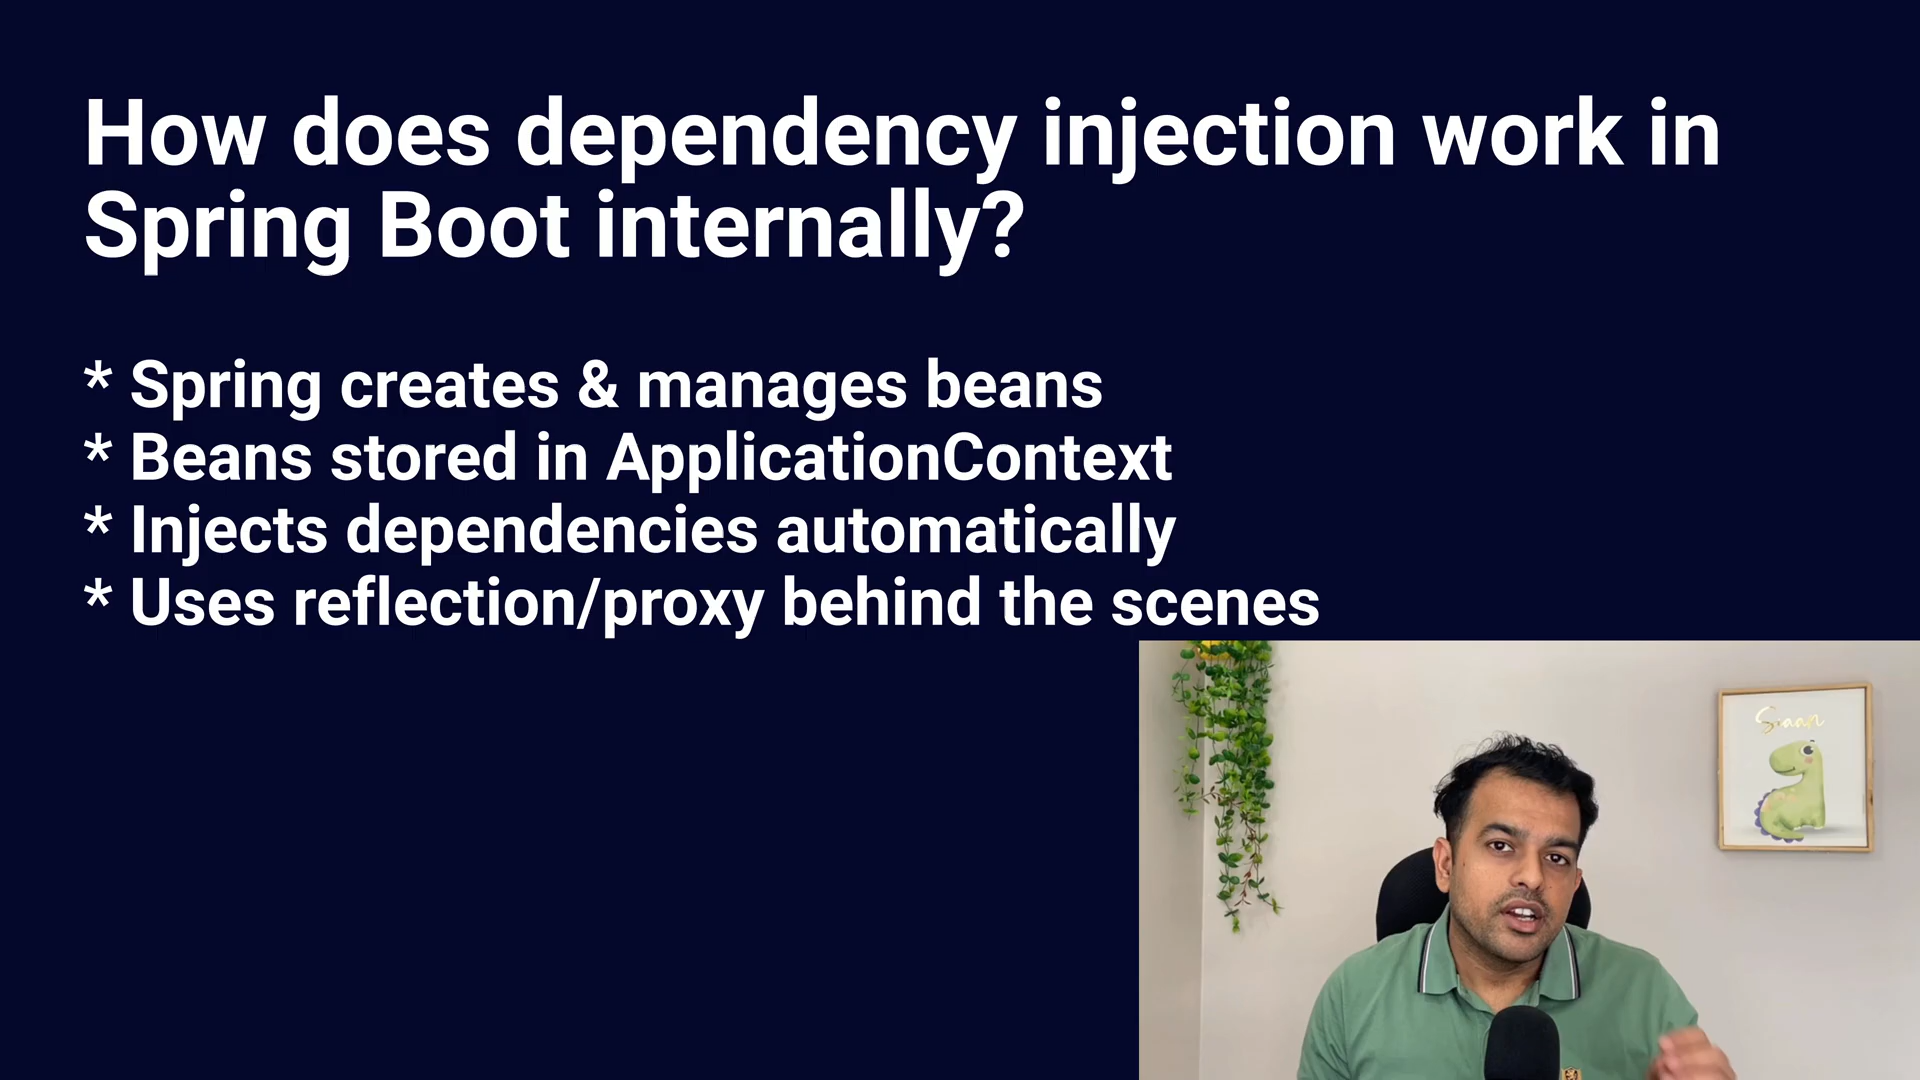 How does dependency injection work in
Spring Boot internally?
* Spring creates & manages beans
* Beans stored in ApplicationContext
* Injects dependencies automatically
* Uses reflection/proxy behind the scenes
Siaan